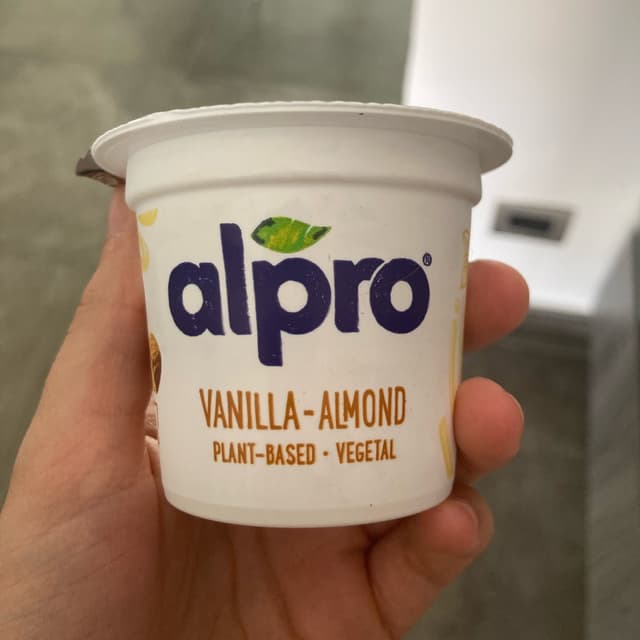 alpro®
VANILLA-ALMOND
PLANT-BASED · VEGETAL